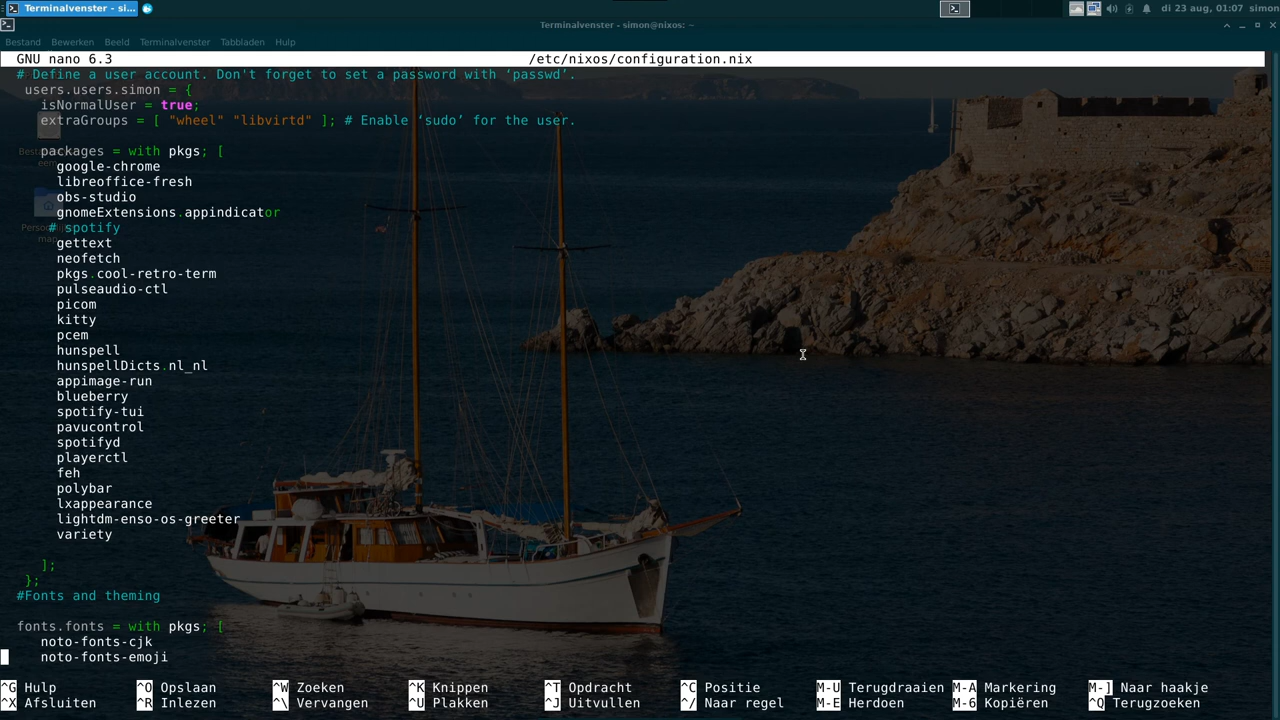 Terminalvenster - si...
di 23 aug, 01:07 simon
Terminalvenster - simon@nixos: ~
Bestand Bewerken Beeld Terminalvenster Tabbladen Hulp
GNU nano 6.3 /etc/nixos/configuration.nix
# Define a user account. Don't forget to set a password with ‘passwd’.
users.users.simon = {
isNormalUser = true;
extraGroups = [ "wheel" "libvirtd" ]; # Enable ‘sudo’ for the user.
packages = with pkgs; [
google-chrome
libreoffice-fresh
obs-studio
gnomeExtensions.appindicator
# spotify
gettext
neofetch
pkgs.cool-retro-term
pulseaudio-ctl
picom
kitty
pcem
hunspell
hunspellDicts.nl_nl
appimage-run
blueberry
spotify-tui
pavucontrol
spotifyd
playerctl
feh
polybar
lxappearance
lightdm-enso-os-greeter
variety
];
};
#Fonts and theming
fonts.fonts = with pkgs; [
noto-fonts-cjk
noto-fonts-emoji
^G Hulp ^O Opslaan ^W Zoeken ^K Knippen ^T Opdracht ^C Positie M-U Terugdraaien M-A Markering M-] Naar haakje
^X Afsluiten ^R Inlezen ^\ Vervangen ^U Plakken ^J Uitvullen ^/ Naar regel M-E Herdoen M-6 Kopiëren ^Q Terugzoeken